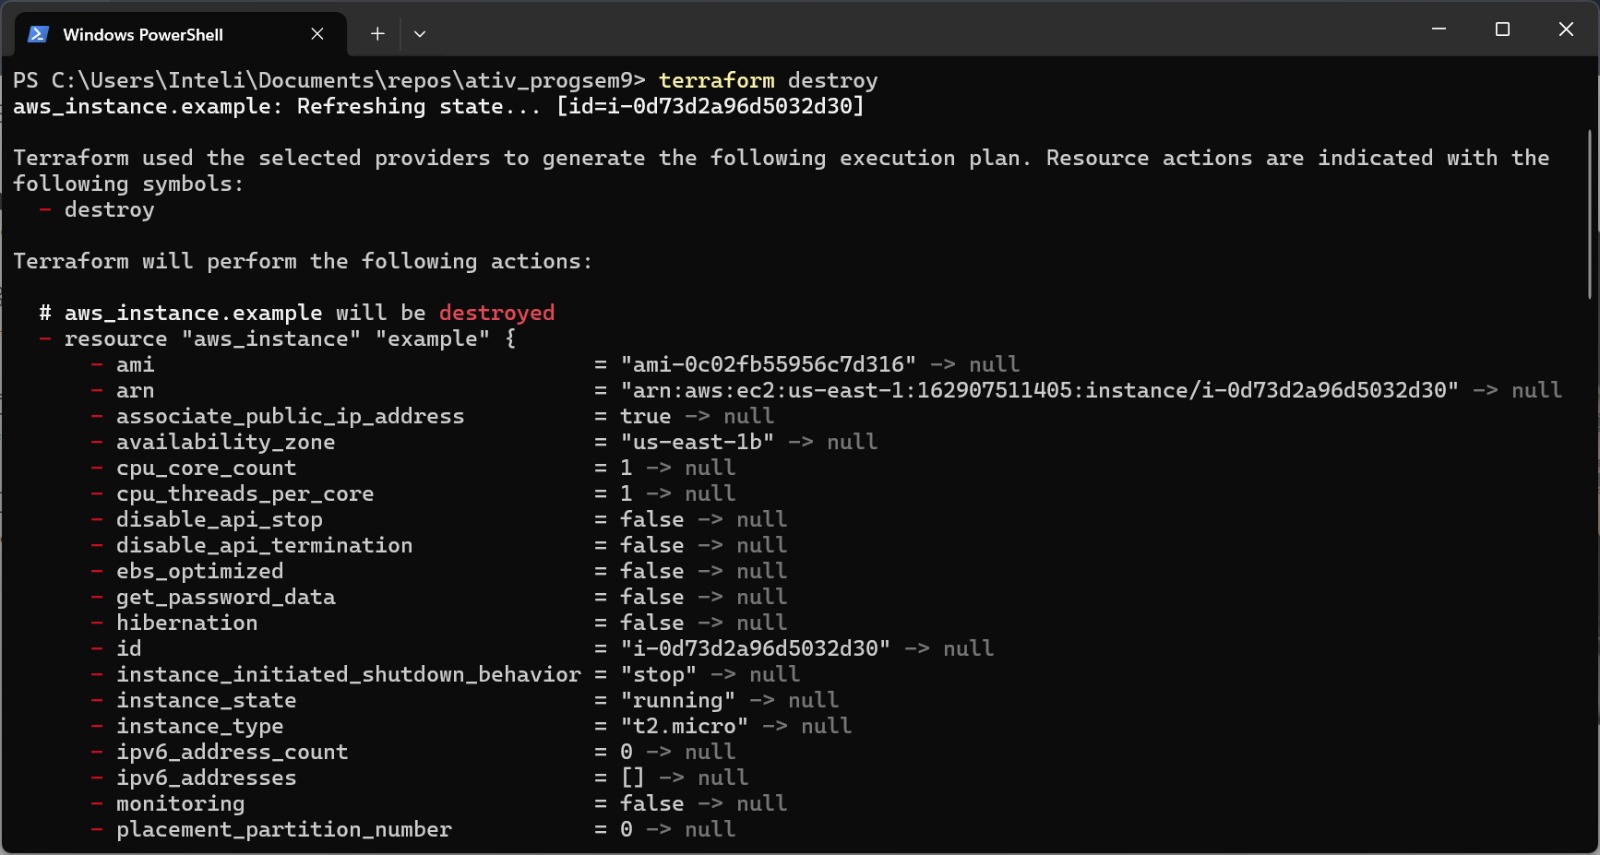 Windows PowerShell
PS C:\Users\Inteli\Documents\repos\ativ_progsem9> terraform destroy
aws_instance.example: Refreshing state... [id=i-0d73d2a96d5032d30]
Terraform used the selected providers to generate the following execution plan. Resource actions are indicated with the
following symbols:
- destroy
Terraform will perform the following actions:
# aws_instance.example will be destroyed
- resource "aws_instance" "example" {
- ami = "ami-0c02fb55956c7d316" -> null
- arn = "arn:aws:ec2:us-east-1:162907511405:instance/i-0d73d2a96d5032d30" -> null
- associate_public_ip_address = true -> null
- availability_zone = "us-east-1b" -> null
- cpu_core_count = 1 -> null
- cpu_threads_per_core = 1 -> null
- disable_api_stop = false -> null
- disable_api_termination = false -> null
- ebs_optimized = false -> null
- get_password_data = false -> null
- hibernation = false -> null
- id = "i-0d73d2a96d5032d30" -> null
- instance_initiated_shutdown_behavior = "stop" -> null
- instance_state = "running" -> null
- instance_type = "t2.micro" -> null
- ipv6_address_count = 0 -> null
- ipv6_addresses = [] -> null
- monitoring = false -> null
- placement_partition_number = 0 -> null